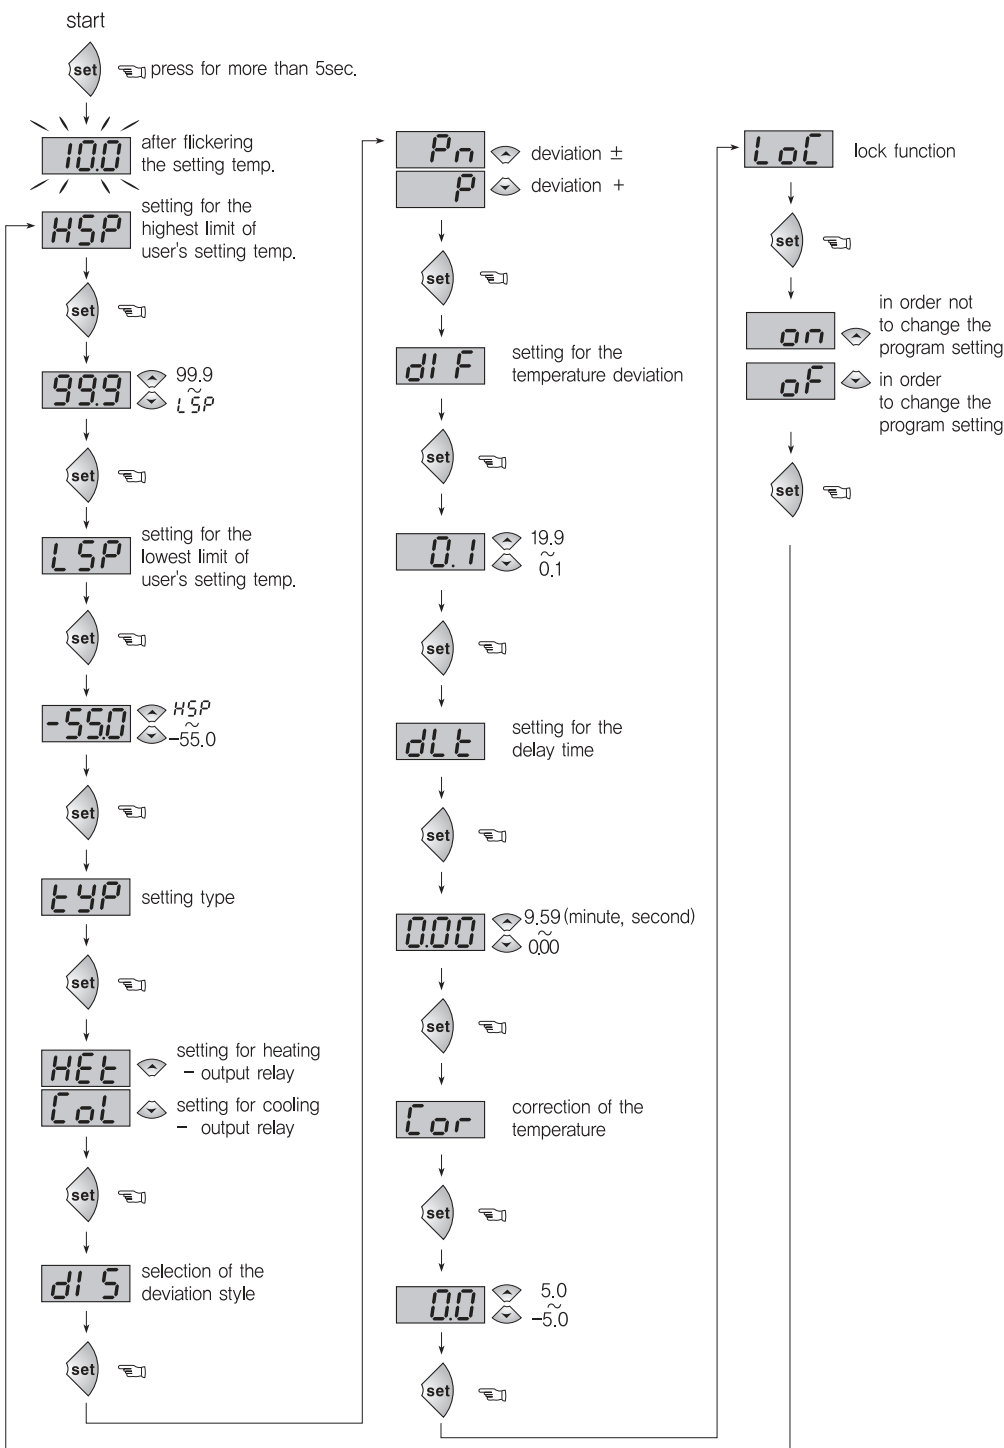 start
set
press for more than 5sec.
10.0
after flickering
the setting temp.
HSP
setting for the
highest limit of
user's setting temp.
set
99.9
99.9
~
LSP
set
LSP
setting for the
lowest limit of
user's setting temp.
set
-55.0
HSP
~
-55.0
set
tYP
setting type
set
HEt
setting for heating
- output relay
CoL
setting for cooling
- output relay
set
dI S
selection of the
deviation style
set
Pn
deviation ±
P
deviation +
set
dI F
setting for the
temperature deviation
set
0.1
19.9
~
0.1
set
dLt
setting for the
delay time
set
0.00
9.59 (minute, second)
~
0.00
set
Cor
correction of the
temperature
set
0.0
5.0
~
-5.0
set
LoC
lock function
set
on
in order not
to change the
program setting
oF
in order
to change the
program setting
set